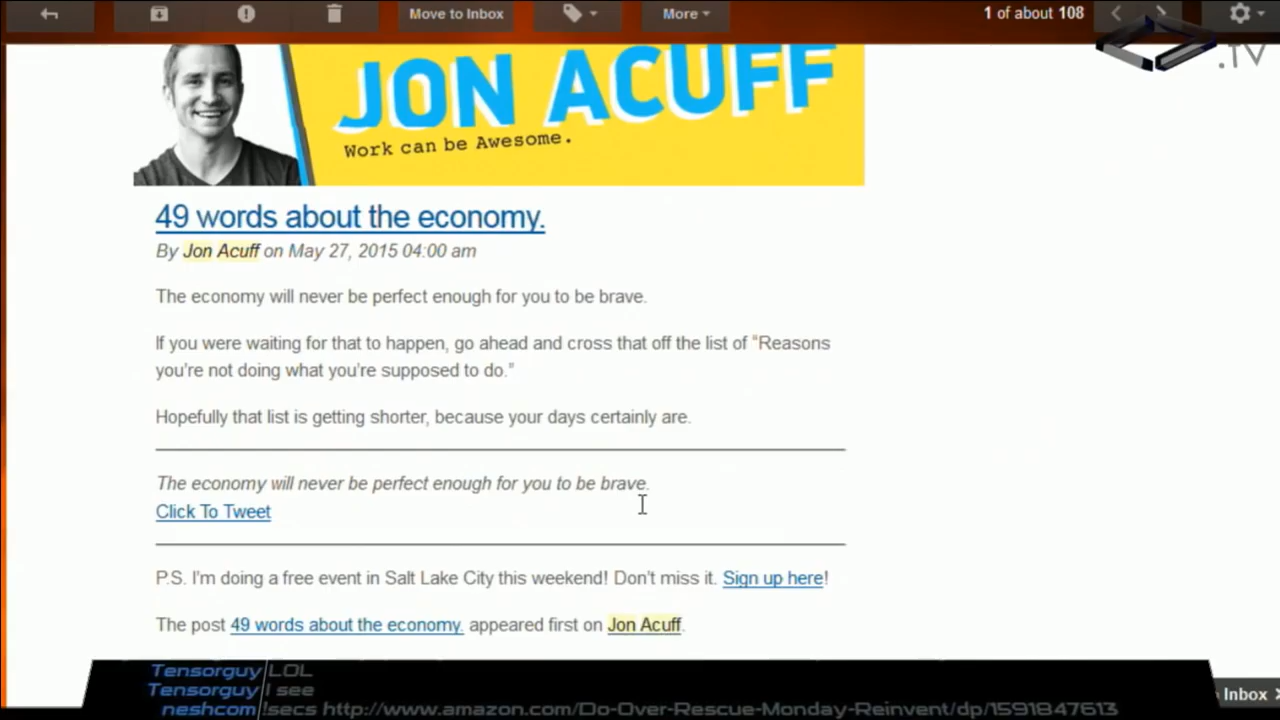 Move to Inbox
More
1 of about 108
.TV
JON ACUFF
Work can be Awesome.
49 words about the economy.
By Jon Acuff on May 27, 2015 04:00 am
The economy will never be perfect enough for you to be brave.
If you were waiting for that to happen, go ahead and cross that off the list of “Reasons
you’re not doing what you’re supposed to do.”
Hopefully that list is getting shorter, because your days certainly are.
The economy will never be perfect enough for you to be brave.
Click To Tweet
P.S. I’m doing a free event in Salt Lake City this weekend! Don’t miss it. Sign up here!
The post 49 words about the economy. appeared first on Jon Acuff.
Tensorguy LOL
Tensorguy I see
neshcom !secs http://www.amazon.com/Do-Over-Rescue-Monday-Reinvent/dp/1591847613
Inbox